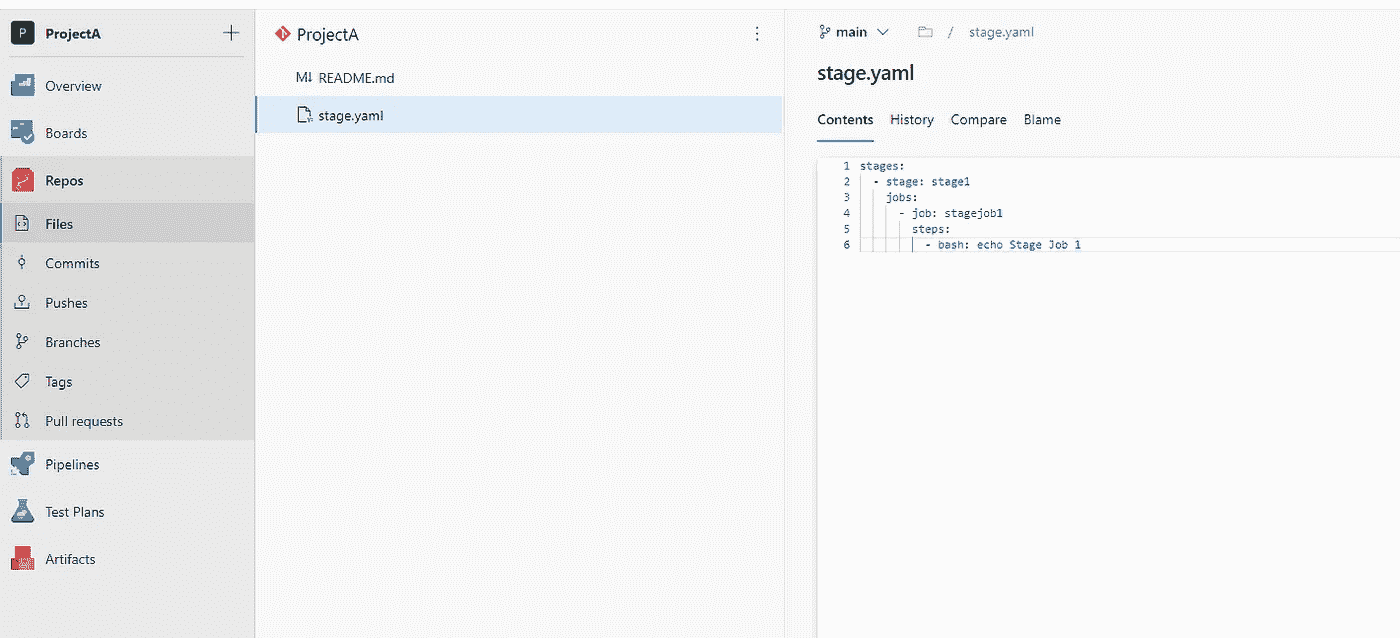 P ProjectA
Overview
Boards
Repos
Files
Commits
Pushes
Branches
Tags
Pull requests
Pipelines
Test Plans
Artifacts
ProjectA
M↓ README.md
stage.yaml
main / stage.yaml
stage.yaml
Contents History Compare Blame
1 stages:
2 - stage: stage1
3 jobs:
4 - job: stagejob1
5 steps:
6 - bash: echo Stage Job 1